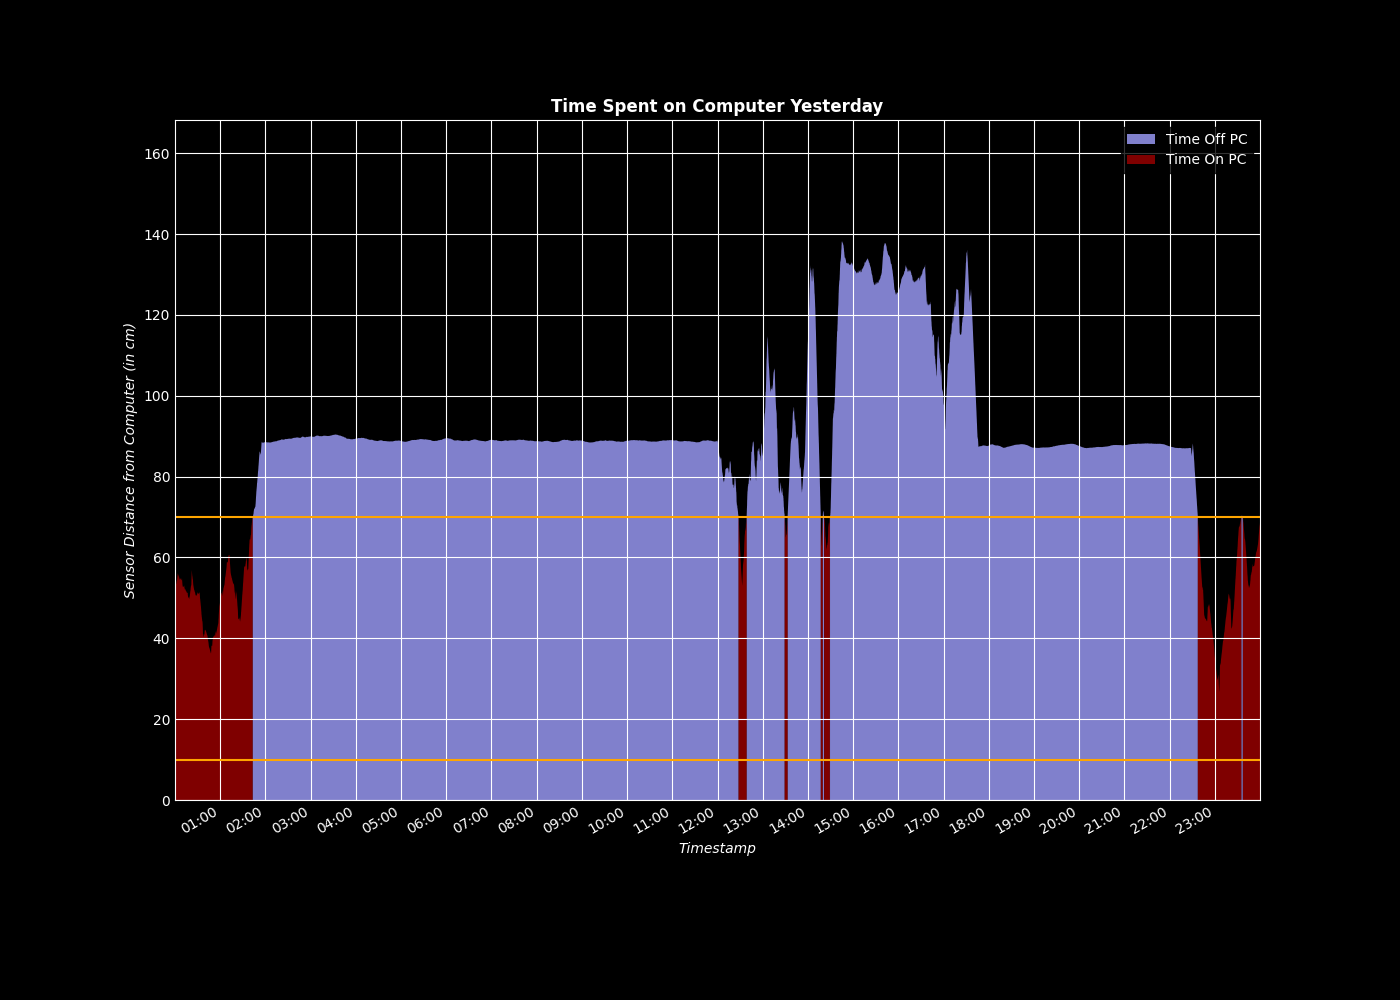 Time Spent on Computer Yesterday
Time Off PC
Time On PC
160
140
120
100
80
60
40
20
0
Sensor Distance from Computer (in cm)
01:00 02:00 03:00 04:00 05:00 06:00 07:00 08:00 09:00 10:00 11:00 12:00 13:00 14:00 15:00 16:00 17:00 18:00 19:00 20:00 21:00 22:00 23:00
Timestamp